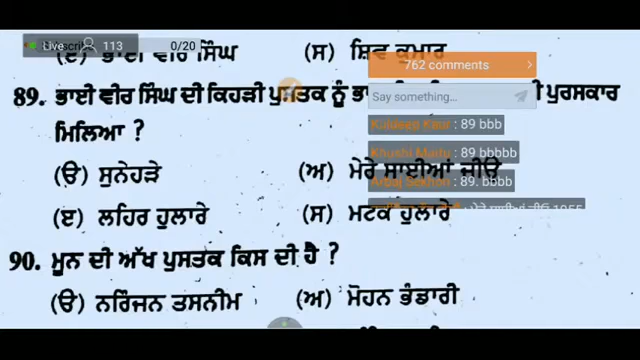 Live 113 0/20
(ੲ) ਭਾਈ ਵੀਰ ਸਿੰਘ (ਸ) ਸ਼ਿਵ ਕੁਮਾਰ
762 comments
89. ਭਾਈ ਵੀਰ ਸਿੰਘ ਦੀ ਕਿਹੜੀ ਪੁਸਤਕ ਨੂੰ ਪੁਰਸਕਾਰ
Say something...
ਮਿਲਿਆ ?
Kuldeep Kaur : 89 bbb
Khushi Mattu : 89 bbbbb
(ੳ) ਸੁਨੇਹੜੇ (ਅ) ਮੇਰੇ ਸਾਈਆਂ ਜੀਉ
Arbaj Sekhon : 89. bbbb
(ੲ) ਲਹਿਰ ਹੁਲਾਰੇ (ਸ) ਮਟਕ ਹੁਲਾਰੇ
90. ਮੂਨ ਦੀ ਅੱਖ ਪੁਸਤਕ ਕਿਸ ਦੀ ਹੈ ?
(ੳ) ਨਰਿੰਜਨ ਤਸਨੀਮ (ਅ) ਮੋਹਨ ਭੰਡਾਰੀ